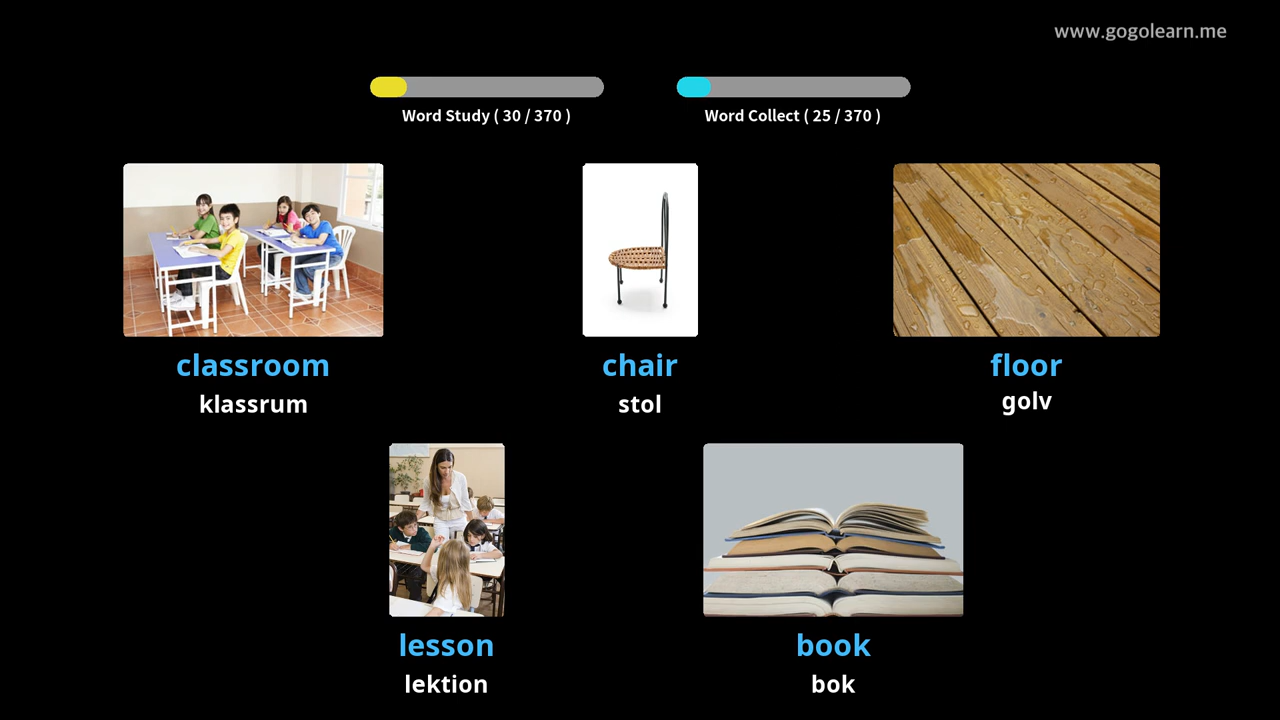 www.gogolearn.me
Word Study ( 30 / 370 )
Word Collect ( 25 / 370 )
classroom
klassrum
chair
stol
floor
golv
lesson
lektion
book
bok